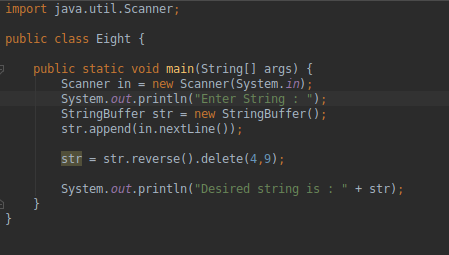 import java.util.Scanner;
public class Eight {
public static void main(String[] args) {
Scanner in = new Scanner(System.in);
System.out.println("Enter String : ");
StringBuffer str = new StringBuffer();
str.append(in.nextLine());
str = str.reverse().delete(4,9);
System.out.println("Desired string is : " + str);
}
}